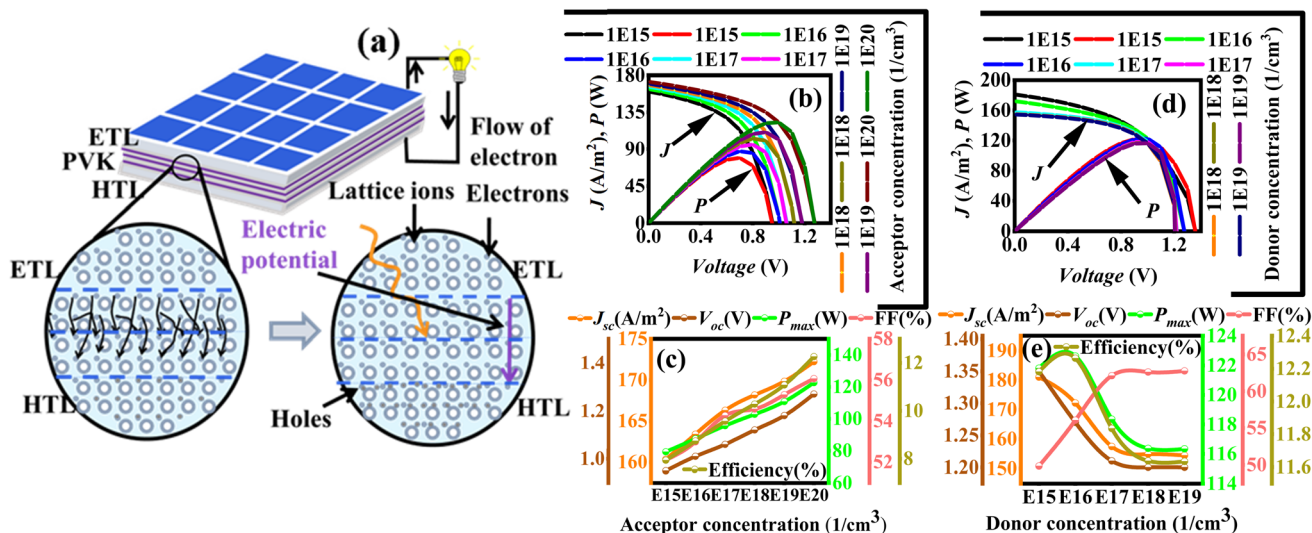 (a)
ETL
PVK
HTL
Flow of
electron
Lattice ions
Electrons
Electric
potential
ETL
HTL
ETL
HTL
Holes
1E15 1E15 1E16
1E16 1E17 1E17
1E18 1E19
1E18 1E20
1E19 1E20
Acceptor concentration (1/cm³)
(b)
J
P
J (A/m²), P (W)
180
135
90
45
0
0.0 0.4 0.8 1.2
Voltage (V)
1E15 1E15 1E16
1E16 1E17 1E17
1E18 1E18
1E19 1E19
Donor concentration (1/cm³)
(d)
J
P
J (A/m²), P (W)
200
160
120
80
40
0
0.0 0.4 0.8 1.2
Voltage (V)
Jsc(A/m²) Voc(V) Pmax(W) FF(%)
(c)
Efficiency(%)
1.4
1.2
1.0
175
170
165
160
140
120
100
80
60
58
56
54
52
12
10
8
E15 E16 E17 E18 E19 E20
Acceptor concentration (1/cm³)
Jsc(A/m²) Voc(V) Pmax(W) FF(%)
(e)
Efficiency(%)
1.40
1.35
1.30
1.25
1.20
190
180
170
160
150
124
122
120
118
116
114
65
60
55
50
12.4
12.2
12.0
11.8
11.6
E15 E16 E17 E18 E19
Donor concentration (1/cm³)